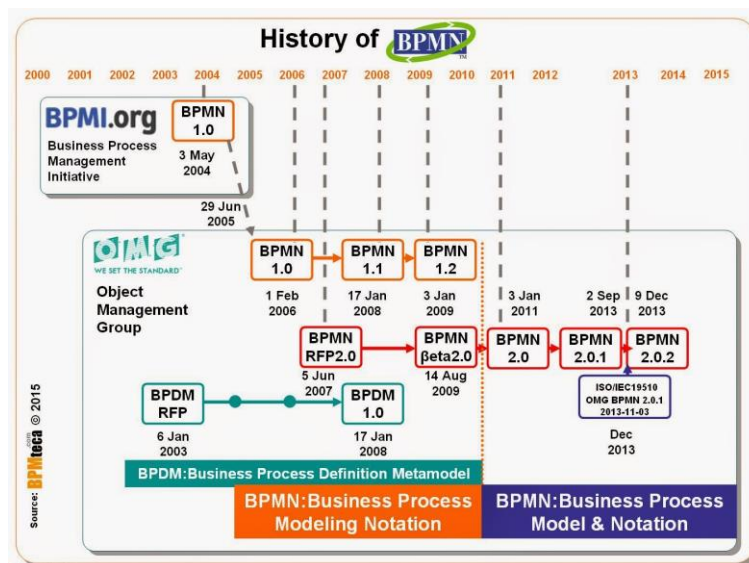 History of BPMN
TM
2000 2001 2002 2003 2004 2005 2006 2007 2008 2009 2010 2011 2012 2013 2014 2015
BPMI.org
Business Process
Management
Initiative
BPMN
1.0
3 May
2004
29 Jun
2005
OMG
WE SET THE STANDARD
Object
Management
Group
BPMN
1.0
BPMN
1.1
BPMN
1.2
1 Feb
2006
17 Jan
2008
3 Jan
2009
3 Jan
2011
2 Sep
2013
9 Dec
2013
BPMN
RFP2.0
BPMN
βeta2.0
BPMN
2.0
BPMN
2.0.1
BPMN
2.0.2
5 Jun
2007
14 Aug
2009
ISO/IEC19510
OMG BPMN 2.0.1
2013-11-03
BPDM
RFP
BPDM
1.0
6 Jan
2003
17 Jan
2008
Dec
2013
BPDM:Business Process Definition Metamodel
BPMN:Business Process
Modeling Notation
BPMN:Business Process
Model & Notation
Source: BPMteca.com © 2015